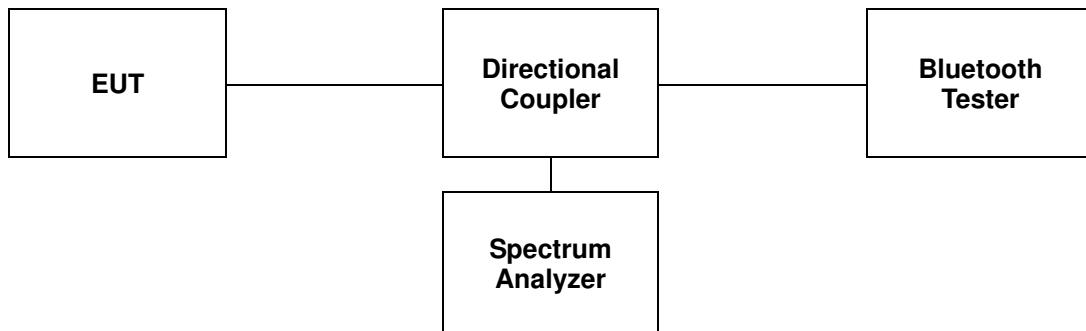 EUT
Directional
Coupler
Bluetooth
Tester
Spectrum
Analyzer